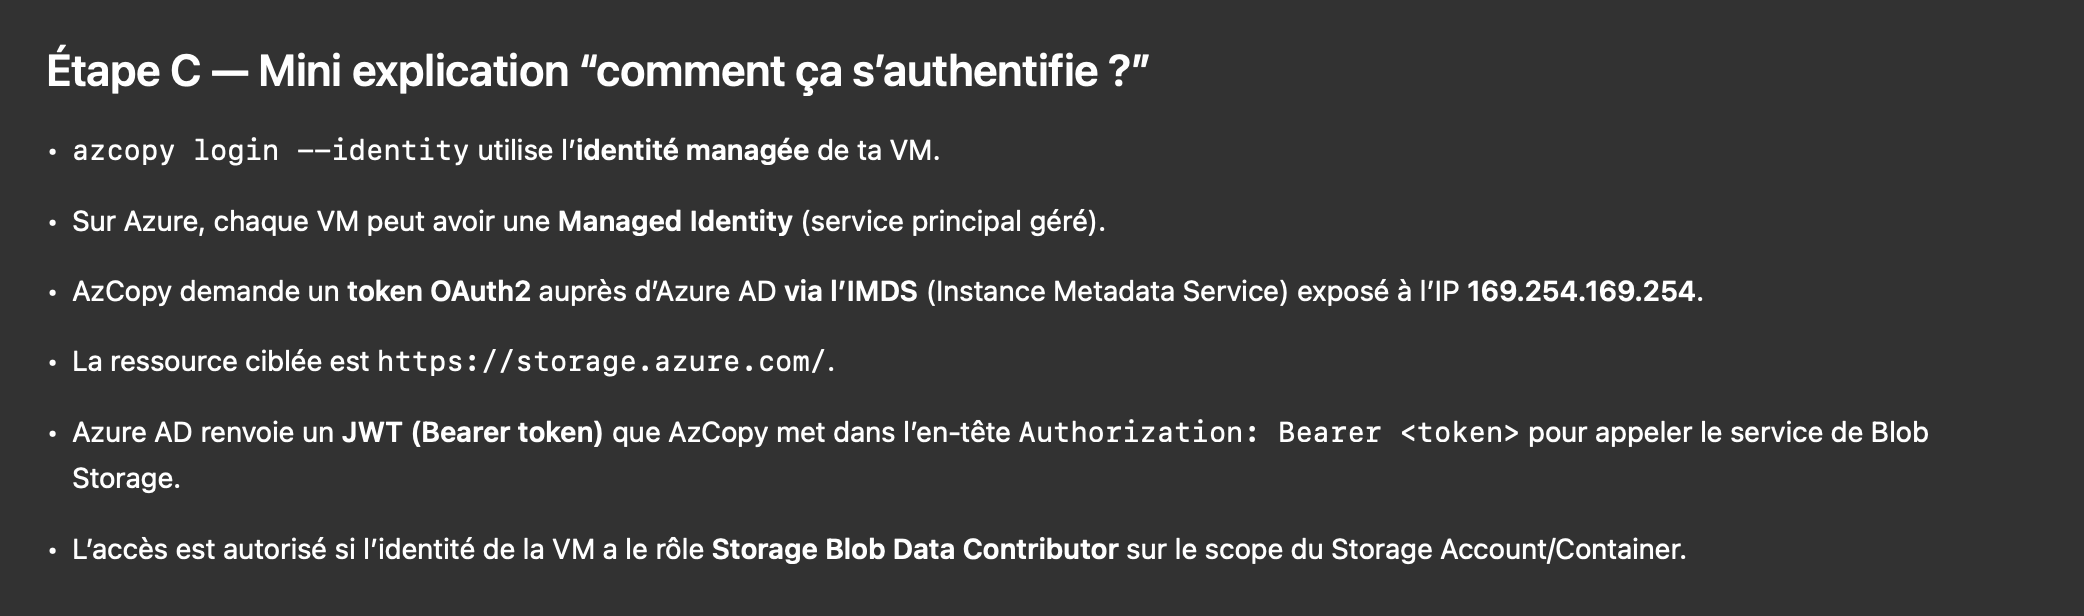 Étape C — Mini explication “comment ça s’authentifie ?”
• azcopy login --identity utilise l’identité managée de ta VM.
• Sur Azure, chaque VM peut avoir une Managed Identity (service principal géré).
• AzCopy demande un token OAuth2 auprès d’Azure AD via l’IMDS (Instance Metadata Service) exposé à l’IP 169.254.169.254.
• La ressource ciblée est https://storage.azure.com/.
• Azure AD renvoie un JWT (Bearer token) que AzCopy met dans l’en-tête Authorization: Bearer <token> pour appeler le service de Blob
Storage.
• L’accès est autorisé si l’identité de la VM a le rôle Storage Blob Data Contributor sur le scope du Storage Account/Container.